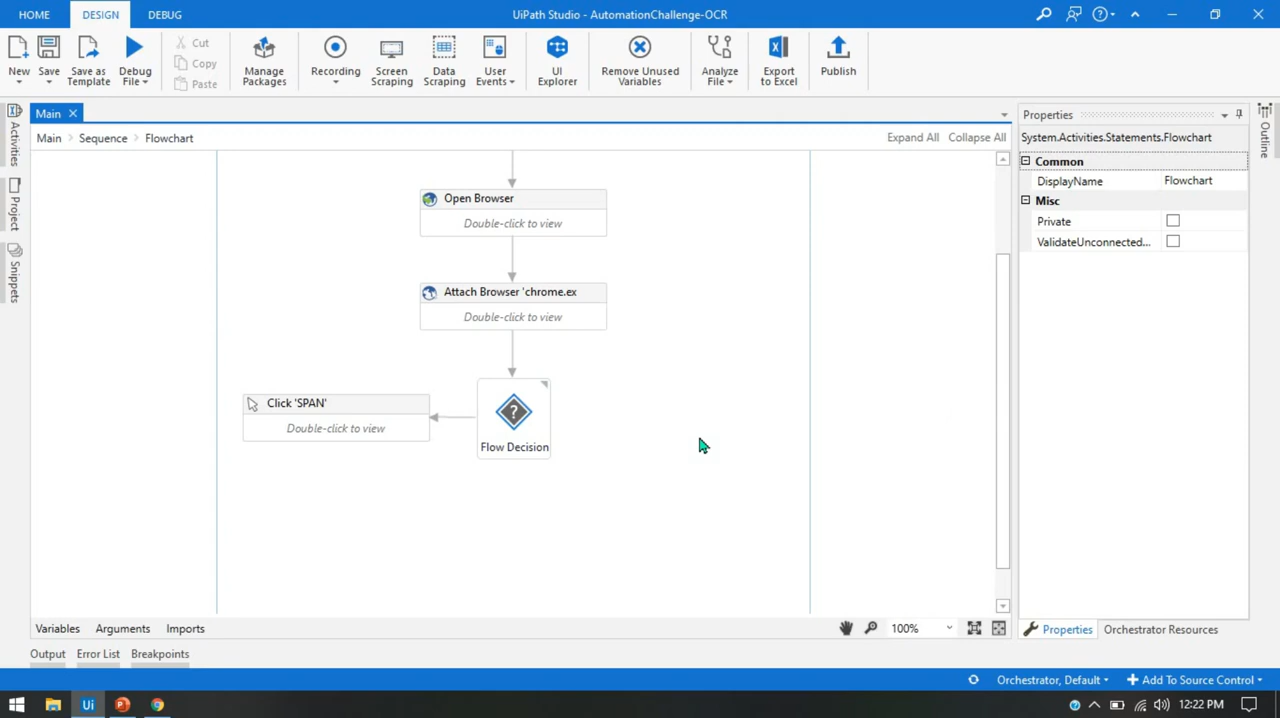 HOME DESIGN DEBUG UiPath Studio - AutomationChallenge-OCR
New Save Save as Template Debug File Cut Copy Paste Manage Packages Recording Screen Scraping Data Scraping User Events UI Explorer Remove Unused Variables Analyze File Export to Excel Publish
Main
Main Sequence Flowchart Expand All Collapse All
Activities
Project
Snippets
Open Browser
Double-click to view
Attach Browser 'chrome.ex
Double-click to view
Click 'SPAN'
Double-click to view
?
Flow Decision
Properties
System.Activities.Statements.Flowchart
Common
DisplayName Flowchart
Misc
Private
ValidateUnconnected...
Outline
Variables Arguments Imports 100%
Properties Orchestrator Resources
Output Error List Breakpoints
Orchestrator, Default Add To Source Control
Ui 12:22 PM